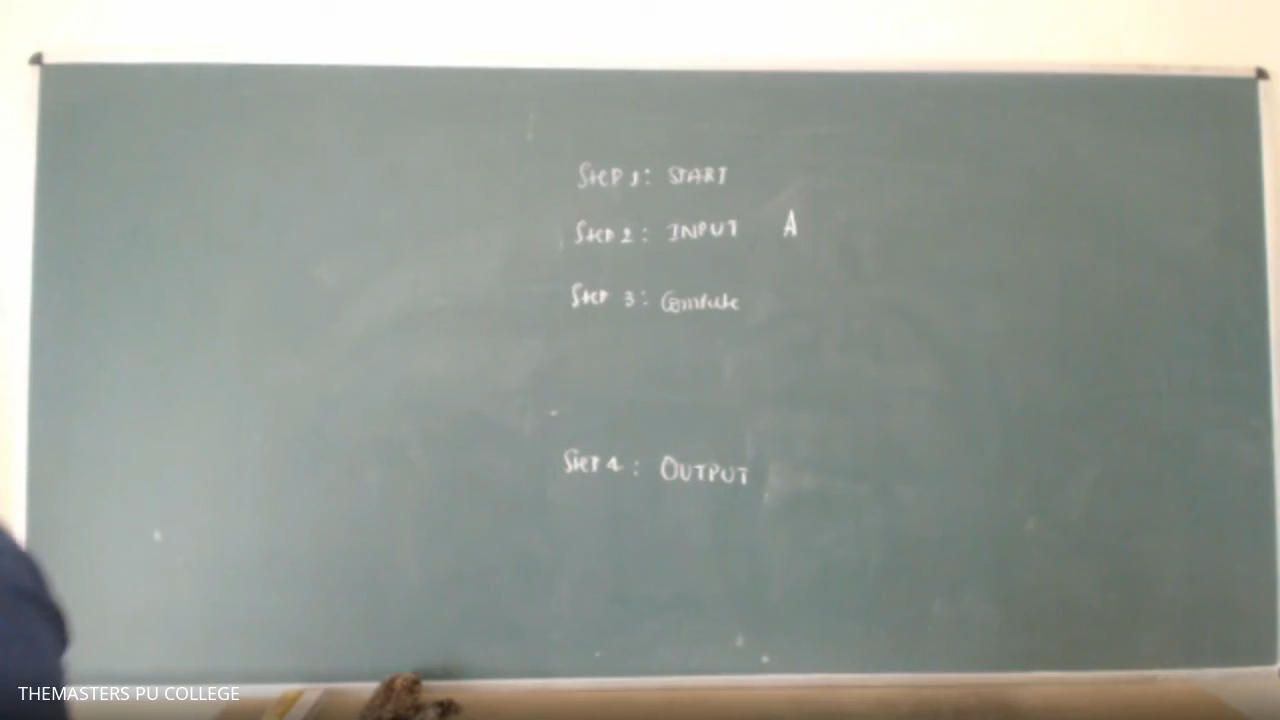 Step 1: START
Step 2: INPUT A
Step 3: Compute
Step 4: OUTPUT
THEMASTERS PU COLLEGE